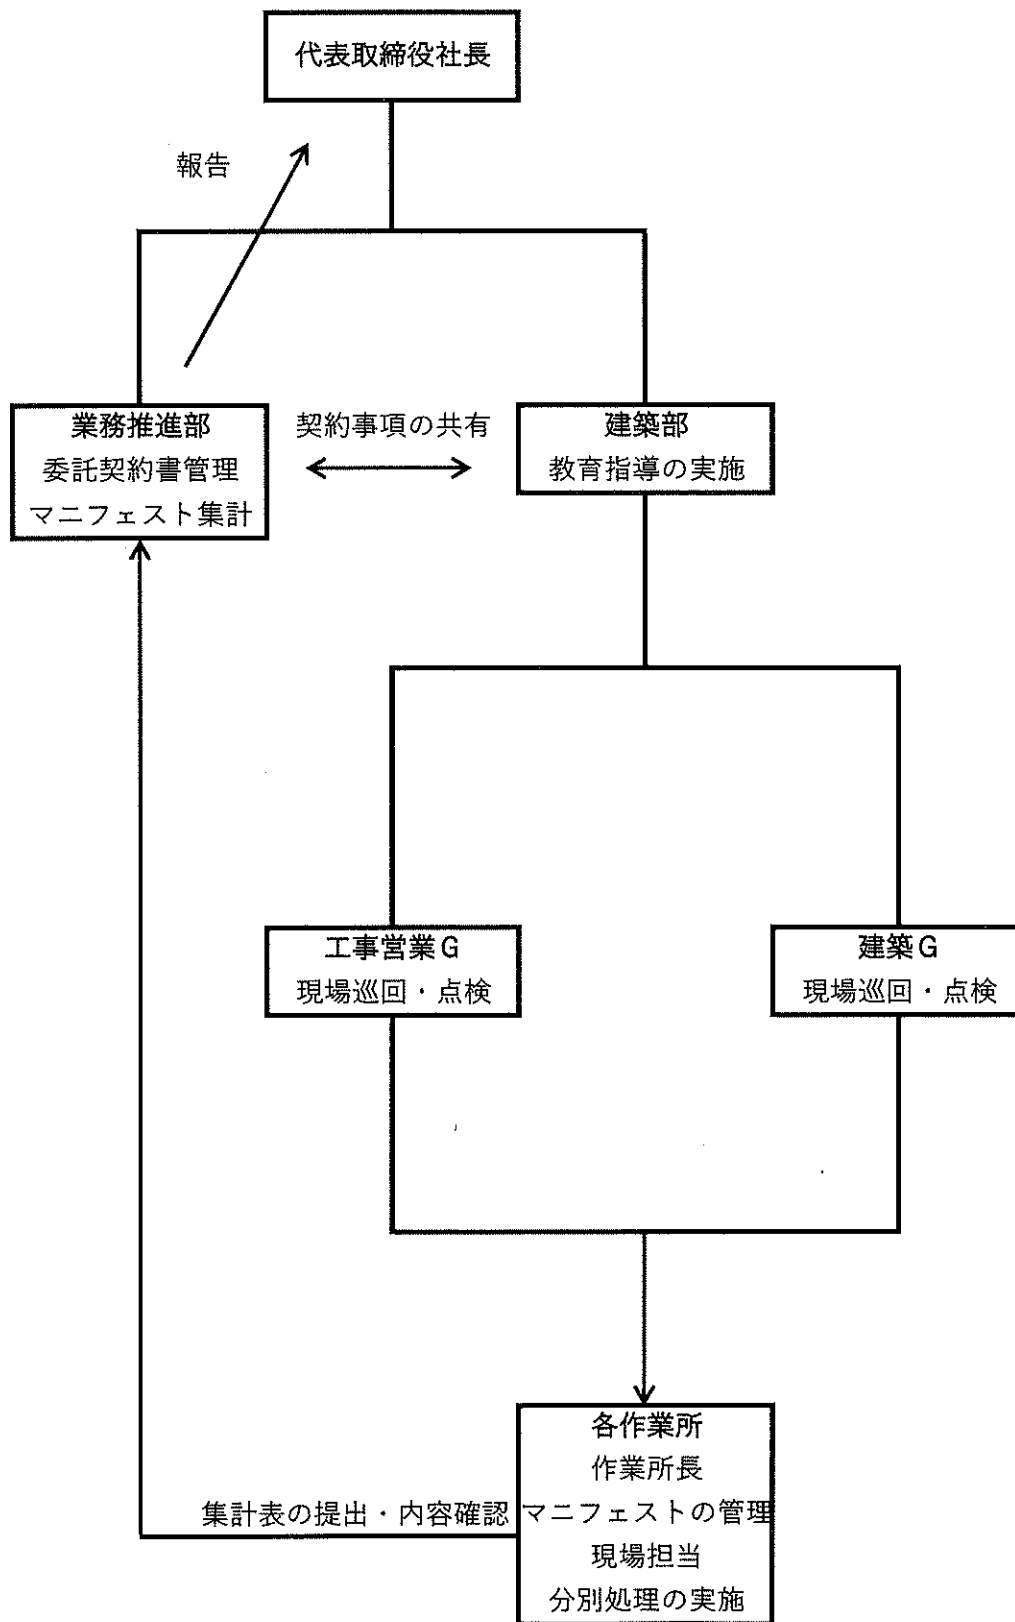 代表取締役社長
報告
業務推進部
委託契約書管理
マニフェスト集計
契約事項の共有
建築部
教育指導の実施
工事営業G
現場巡回・点検
建築G
現場巡回・点検
各作業所
作業所長
マニフェストの管理
現場担当
分別処理の実施
集計表の提出・内容確認